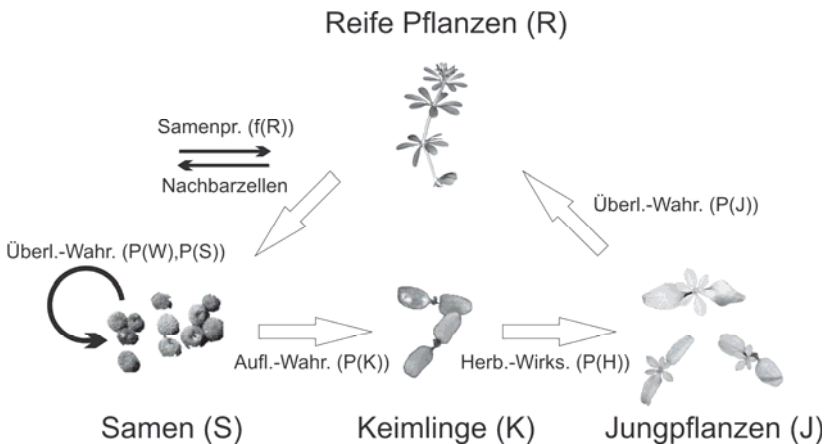 Reife Pflanzen (R)
Samenpr. (f(R))
Nachbarzellen
Überl.-Wahr. (P(J))
Überl.-Wahr. (P(W),P(S))
Aufl.-Wahr. (P(K))
Herb.-Wirks. (P(H))
Samen (S)
Keimlinge (K)
Jungpflanzen (J)